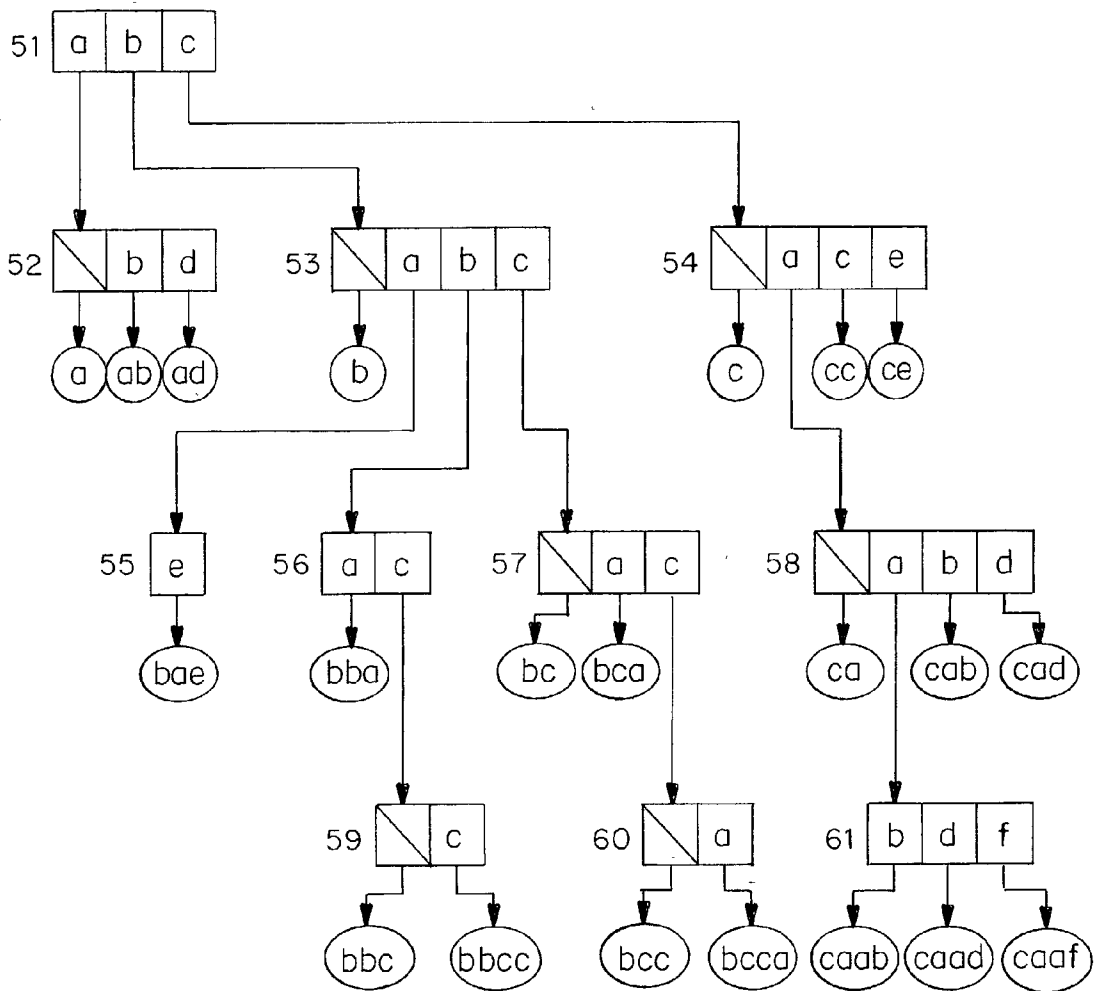 51 a b c
52 b d 53 a b c 54 a c e
a ab ad b c cc ce
55 e 56 a c 57 a c 58 a b d
bae bba bc bca ca cab cad
59 c 60 a 61 b d f
bbc bbcc bcc bcca caab caad caaf